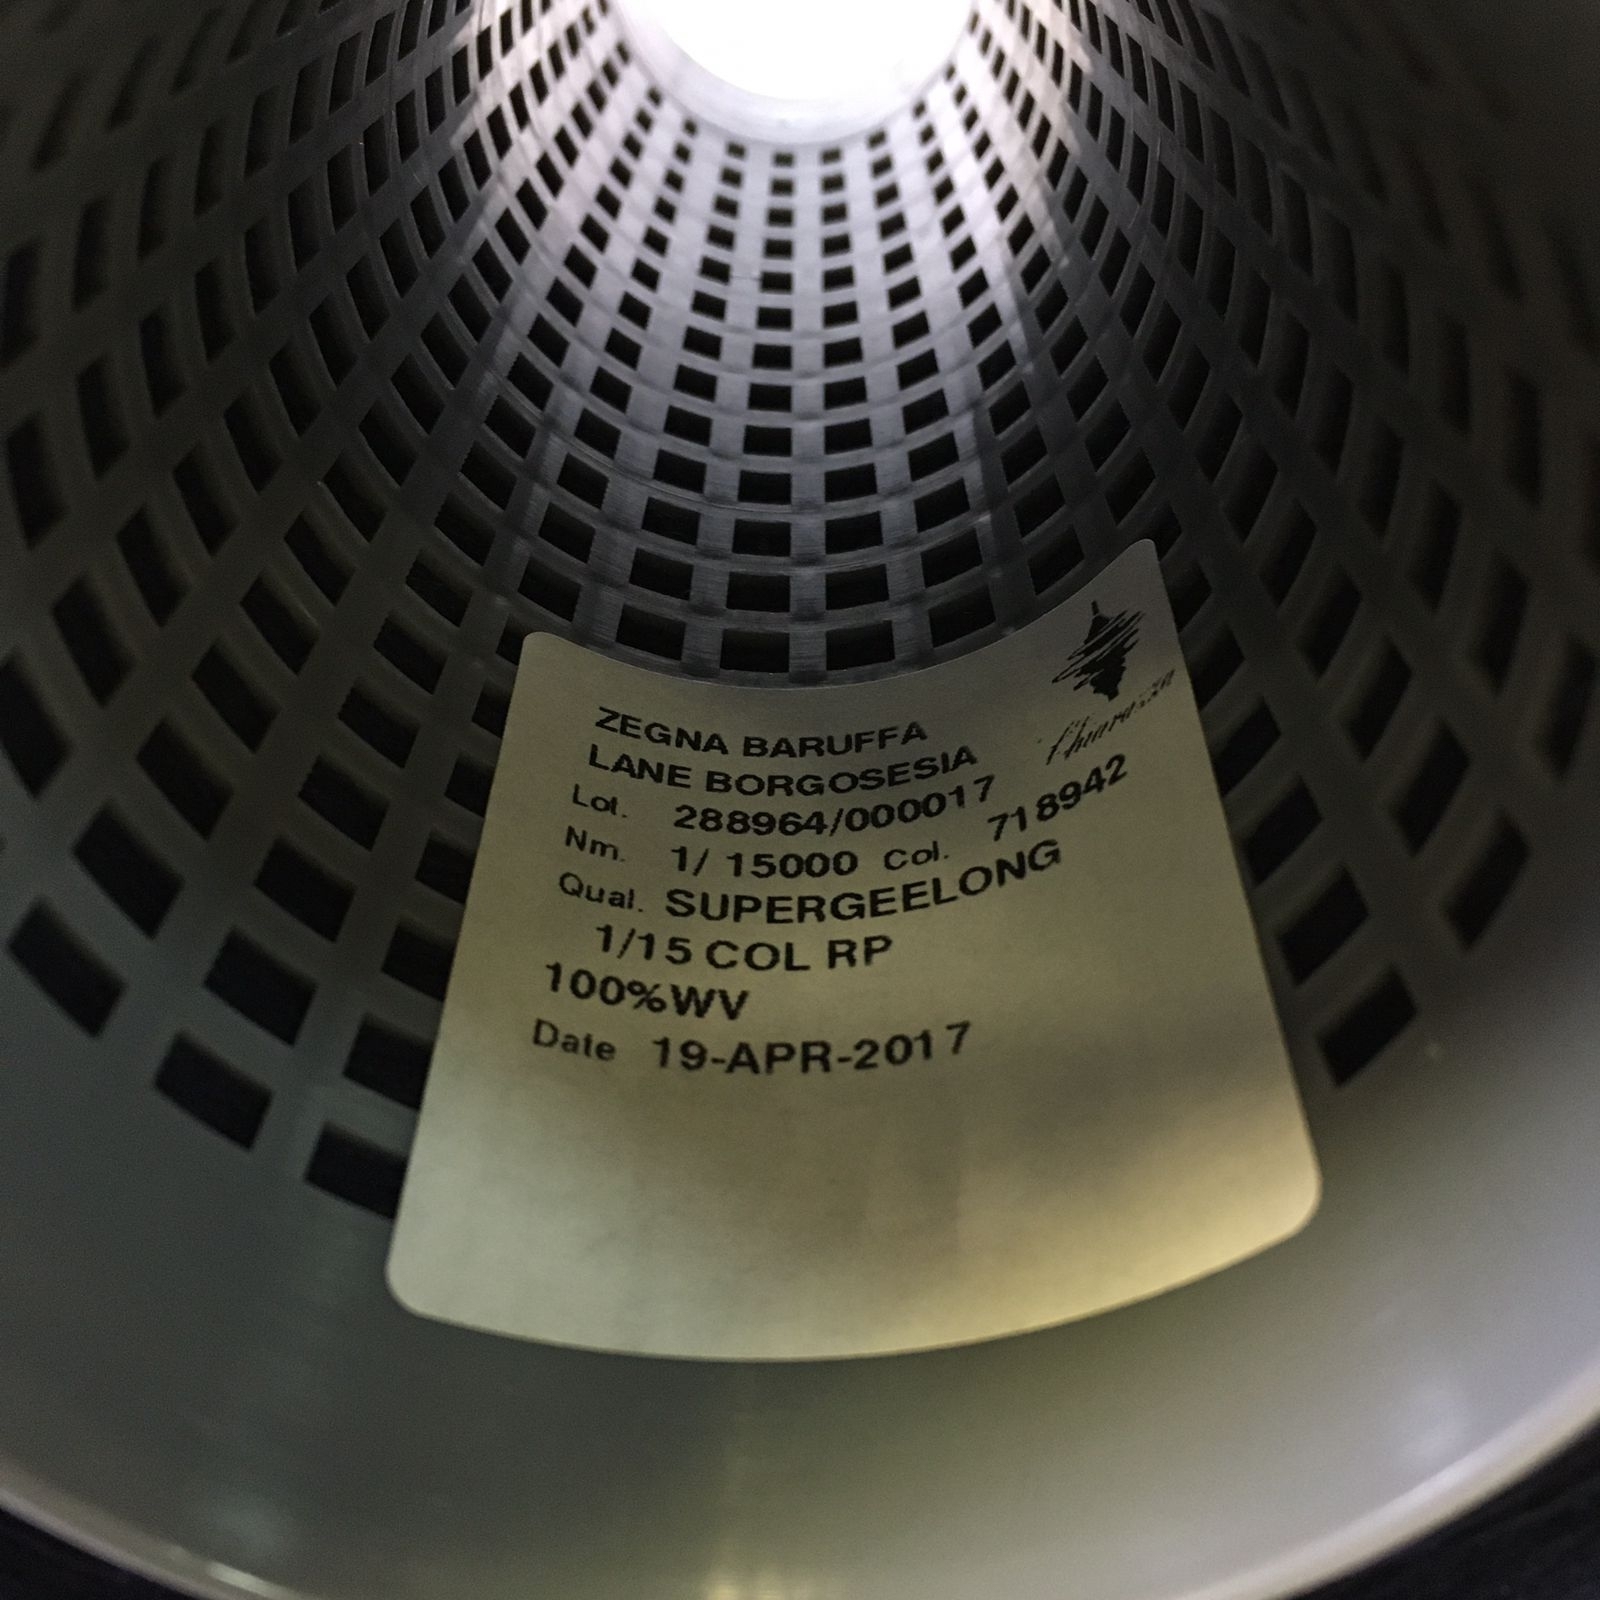 ZEGNA BARUFFA
LANE BORGOSESIA
Chiavazza
Lot. 288964/000017
Nm. 1/ 15000 Col. 718942
Qual. SUPERGEELONG
1/15 COL RP
100%WV
Date 19-APR-2017